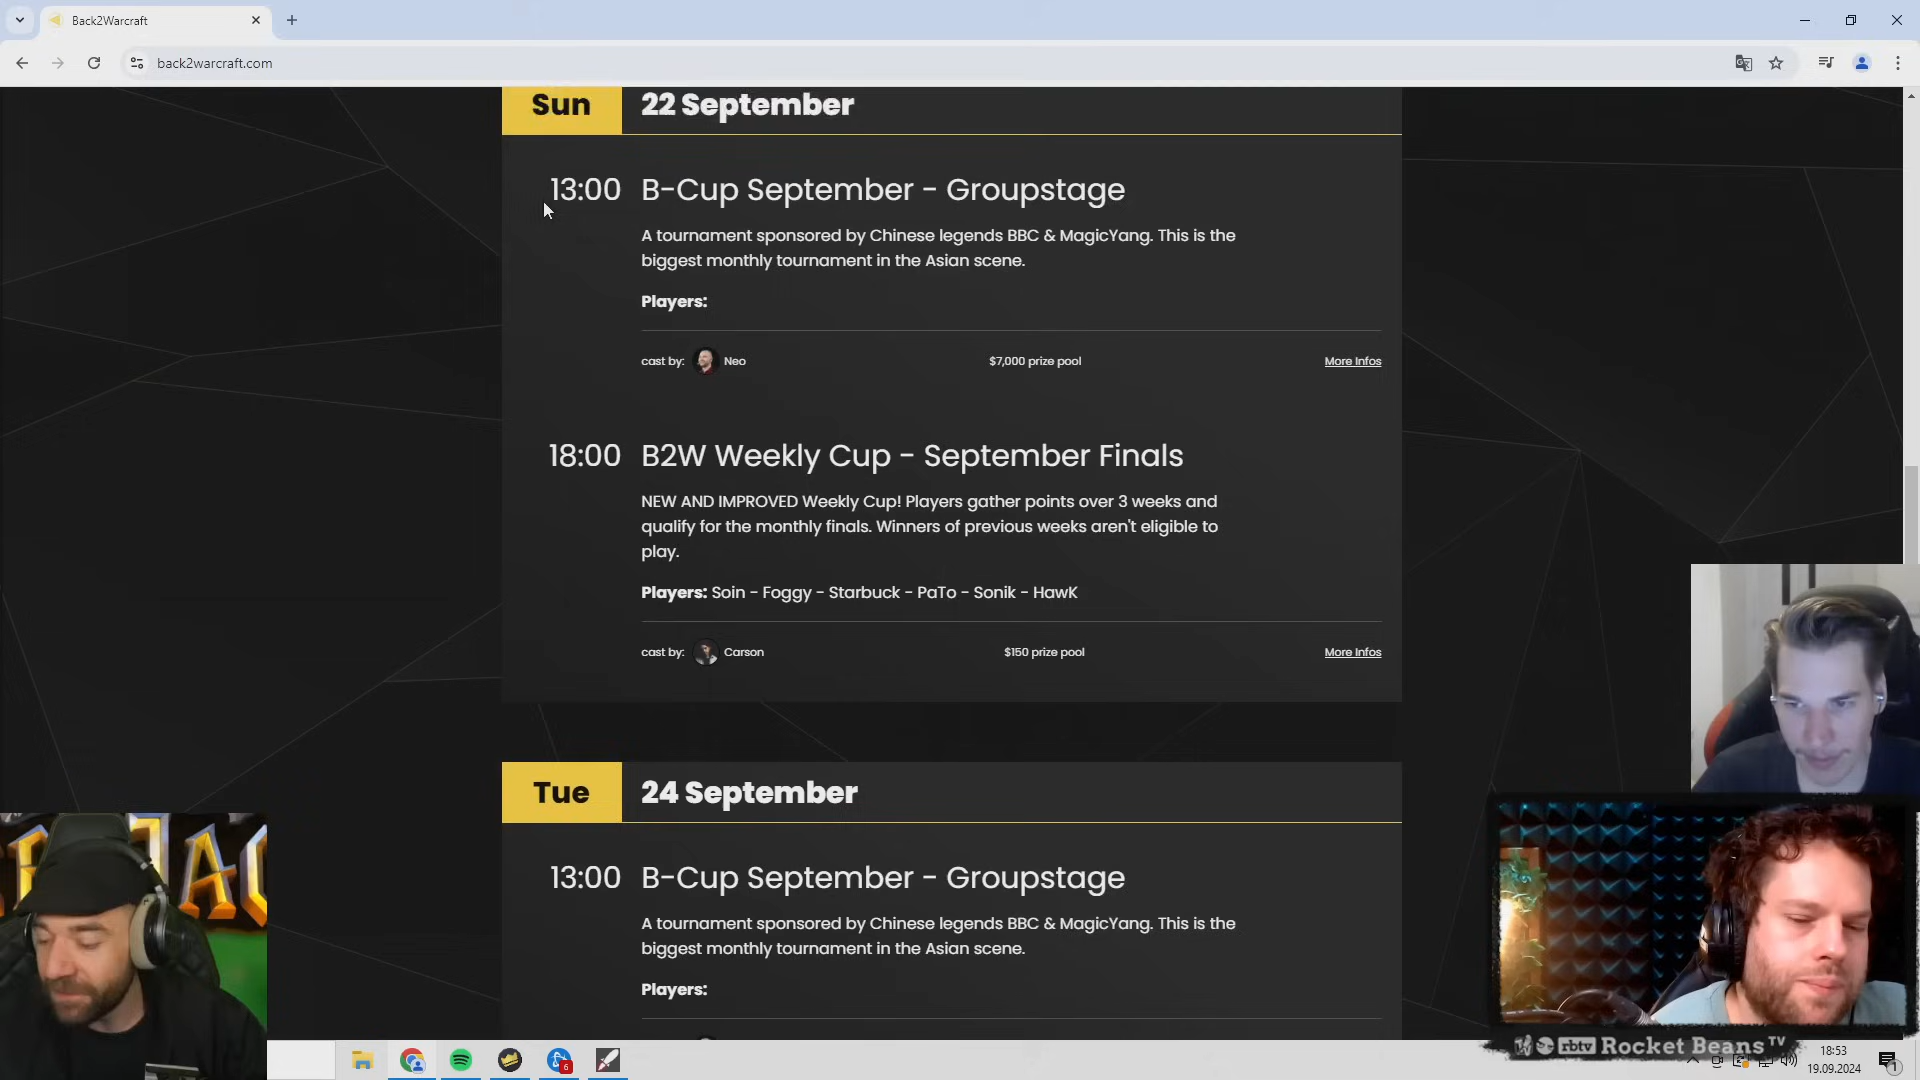 Back2Warcraft
back2warcraft.com
Sun
22 September
13:00
B-Cup September - Groupstage
A tournament sponsored by Chinese legends BBC & MagicYang. This is the
biggest monthly tournament in the Asian scene.
Players:
cast by:
Neo
$7,000 prize pool
More Infos
18:00
B2W Weekly Cup - September Finals
NEW AND IMPROVED Weekly Cup! Players gather points over 3 weeks and
qualify for the monthly finals. Winners of previous weeks aren't eligible to
play.
Players: Soin - Foggy - Starbuck - PaTo - Sonik - HawK
cast by:
Carson
$150 prize pool
More Infos
Tue
24 September
13:00
B-Cup September - Groupstage
A tournament sponsored by Chinese legends BBC & MagicYang. This is the
biggest monthly tournament in the Asian scene.
Players:
rbtv Rocket Beans TV
6
18:53
19.09.2024
1